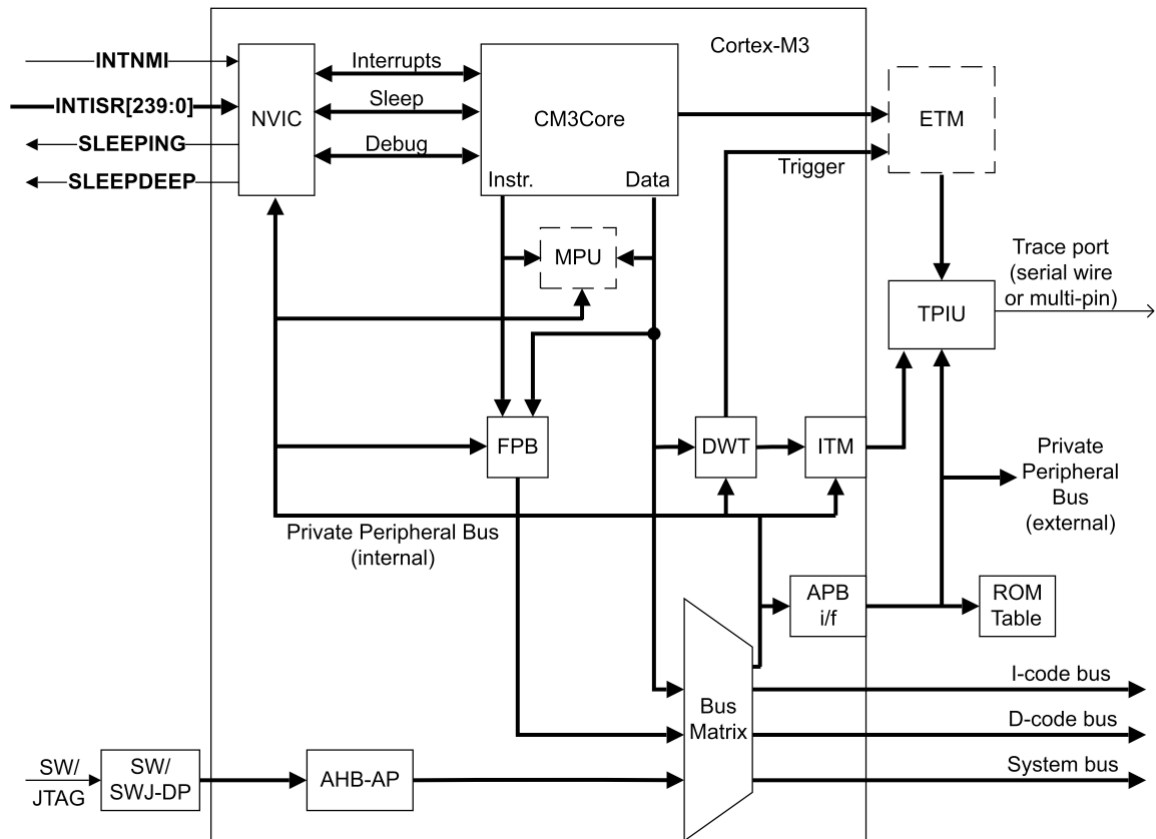 Cortex-M3
INTNMI
INTISR[239:0]
SLEEPING
SLEEPDEEP
NVIC
Interrupts
Sleep
Debug
CM3Core
Instr.
Data
ETM
Trigger
MPU
Trace port
(serial wire
or multi-pin)
TPIU
FPB
DWT
ITM
Private
Peripheral
Bus
(external)
Private Peripheral Bus
(internal)
APB
i/f
ROM
Table
Bus
Matrix
I-code bus
D-code bus
System bus
SW/
JTAG
SW/
SWJ-DP
AHB-AP